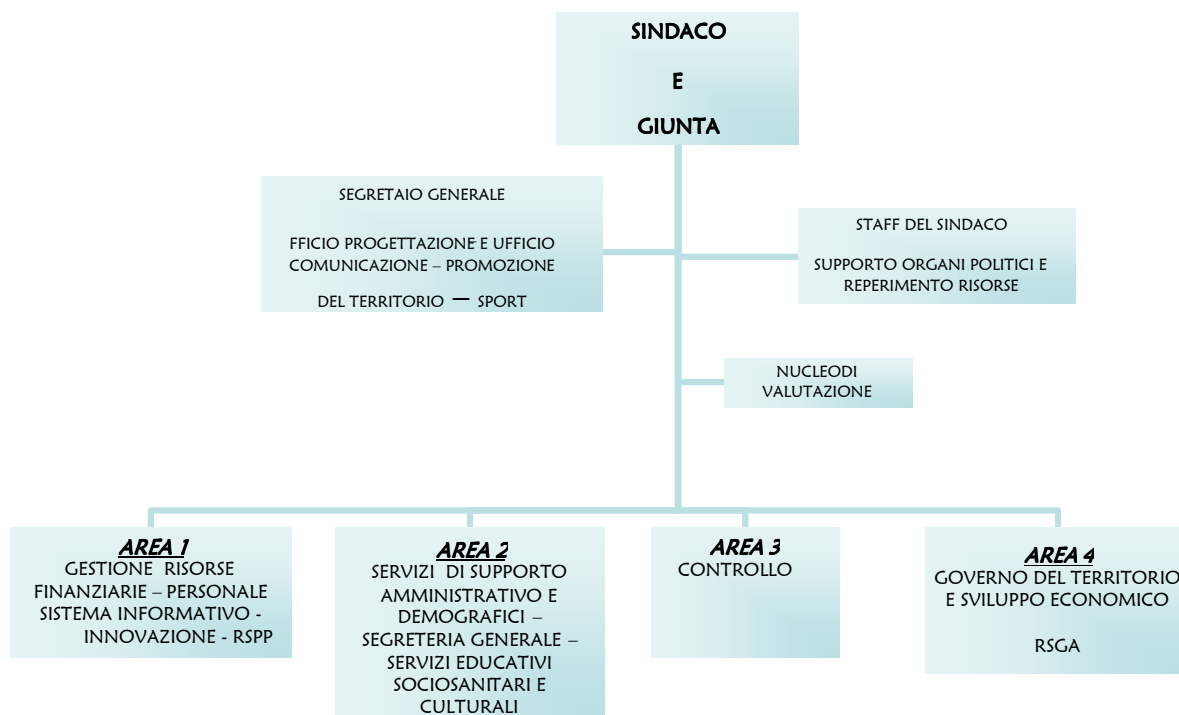 SINDACO
E
GIUNTA
SEGRETAIO GENERALE
FFICIO PROGETTAZIONE E UFFICIO
COMUNICAZIONE – PROMOZIONE
DEL TERRITORIO — SPORT
STAFF DEL SINDACO
SUPPORTO ORGANI POLITICI E
REPERIMENTO RISORSE
NUCLEODI
VALUTAZIONE
AREA 1
GESTIONE RISORSE
FINANZIARIE – PERSONALE
SISTEMA INFORMATIVO -
INNOVAZIONE - RSPP
AREA 2
SERVIZI DI SUPPORTO
AMMINISTRATIVO E
DEMOGRAFICI –
SEGRETERIA GENERALE –
SERVIZI EDUCATIVI
SOCIOSANITARI E
CULTURALI
AREA 3
CONTROLLO
AREA 4
GOVERNO DEL TERRITORIO
E SVILUPPO ECONOMICO
RSGA